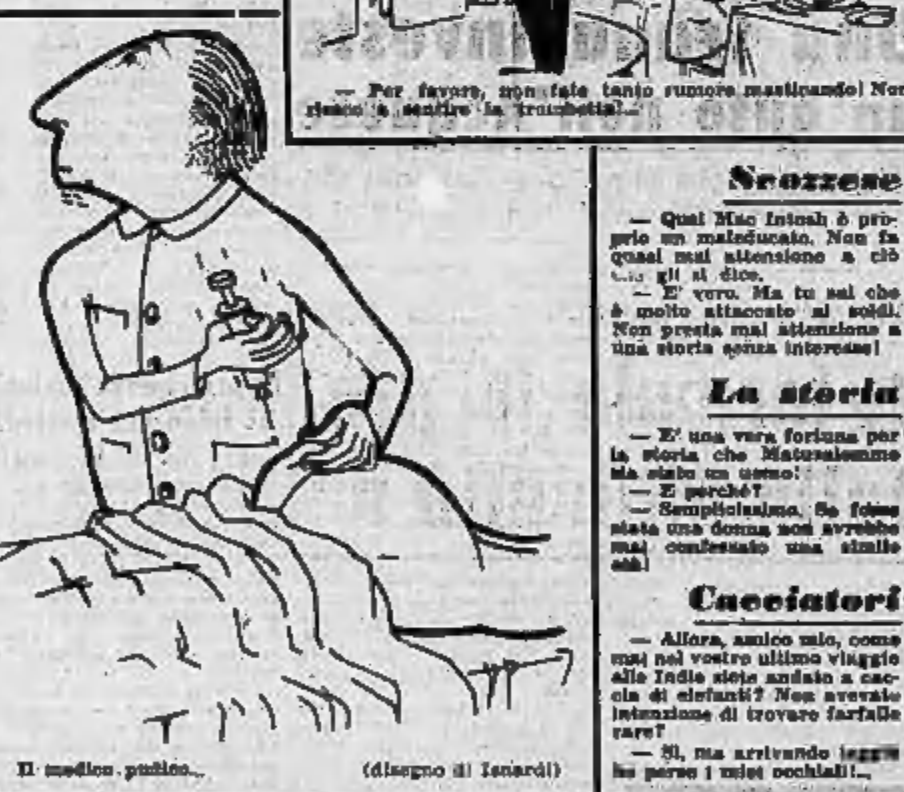 — Per favore, non fate tanto rumore masticando! Non
riesco a sentire la trombetta!...
Il medico pudico...
(disegno di Isnardi)
Scozzese
— Quel Mac Intosh è pro-
prio un maleducato. Non fa
quasi mai attenzione a ciò
gli si dice.
— E' vero. Ma tu sai che
è molto attaccato ai soldi.
Non presta mai attenzione a
una storia senza interesse!
La storia
— E' una vera fortuna per
la storia che Matusalemme
sia stato un uomo!
— E perché?
— Semplicissimo. Se fosse
stata una donna non avrebbe
mai confessato una simile
età!
Cacciatori
— Allora, amico mio, come
mai nel vostro ultimo viaggio
alle Indie siete andato a cac-
cia di elefanti? Non avevate
intenzione di trovare farfalle
rare?
— Sì, ma arrivando laggiù
ho perso i miei occhiali!...